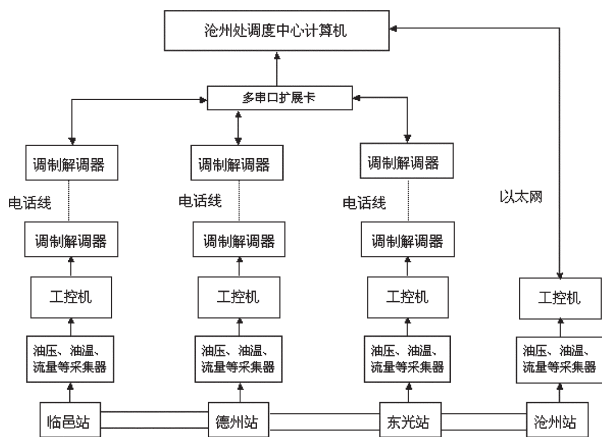 沧州处调度中心计算机
多串口扩展卡
调制解调器
调制解调器
调制解调器
电话线
电话线
电话线
以太网
调制解调器
调制解调器
调制解调器
工控机
工控机
工控机
工控机
油压、油温、
流量等采集器
油压、油温、
流量等采集器
油压、油温、
流量等采集器
油压、油温、
流量等采集器
临邑站
德州站
东光站
沧州站